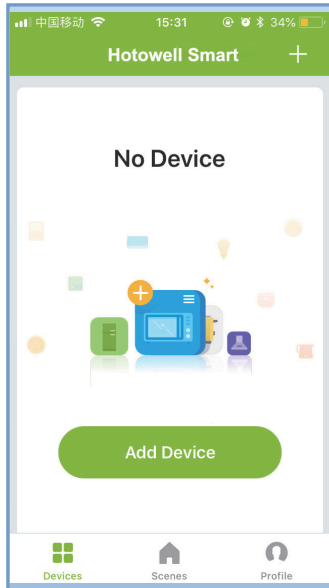 中国移动 15:31 34%
Hotowell Smart
No Device
Add Device
Devices Scenes Profile